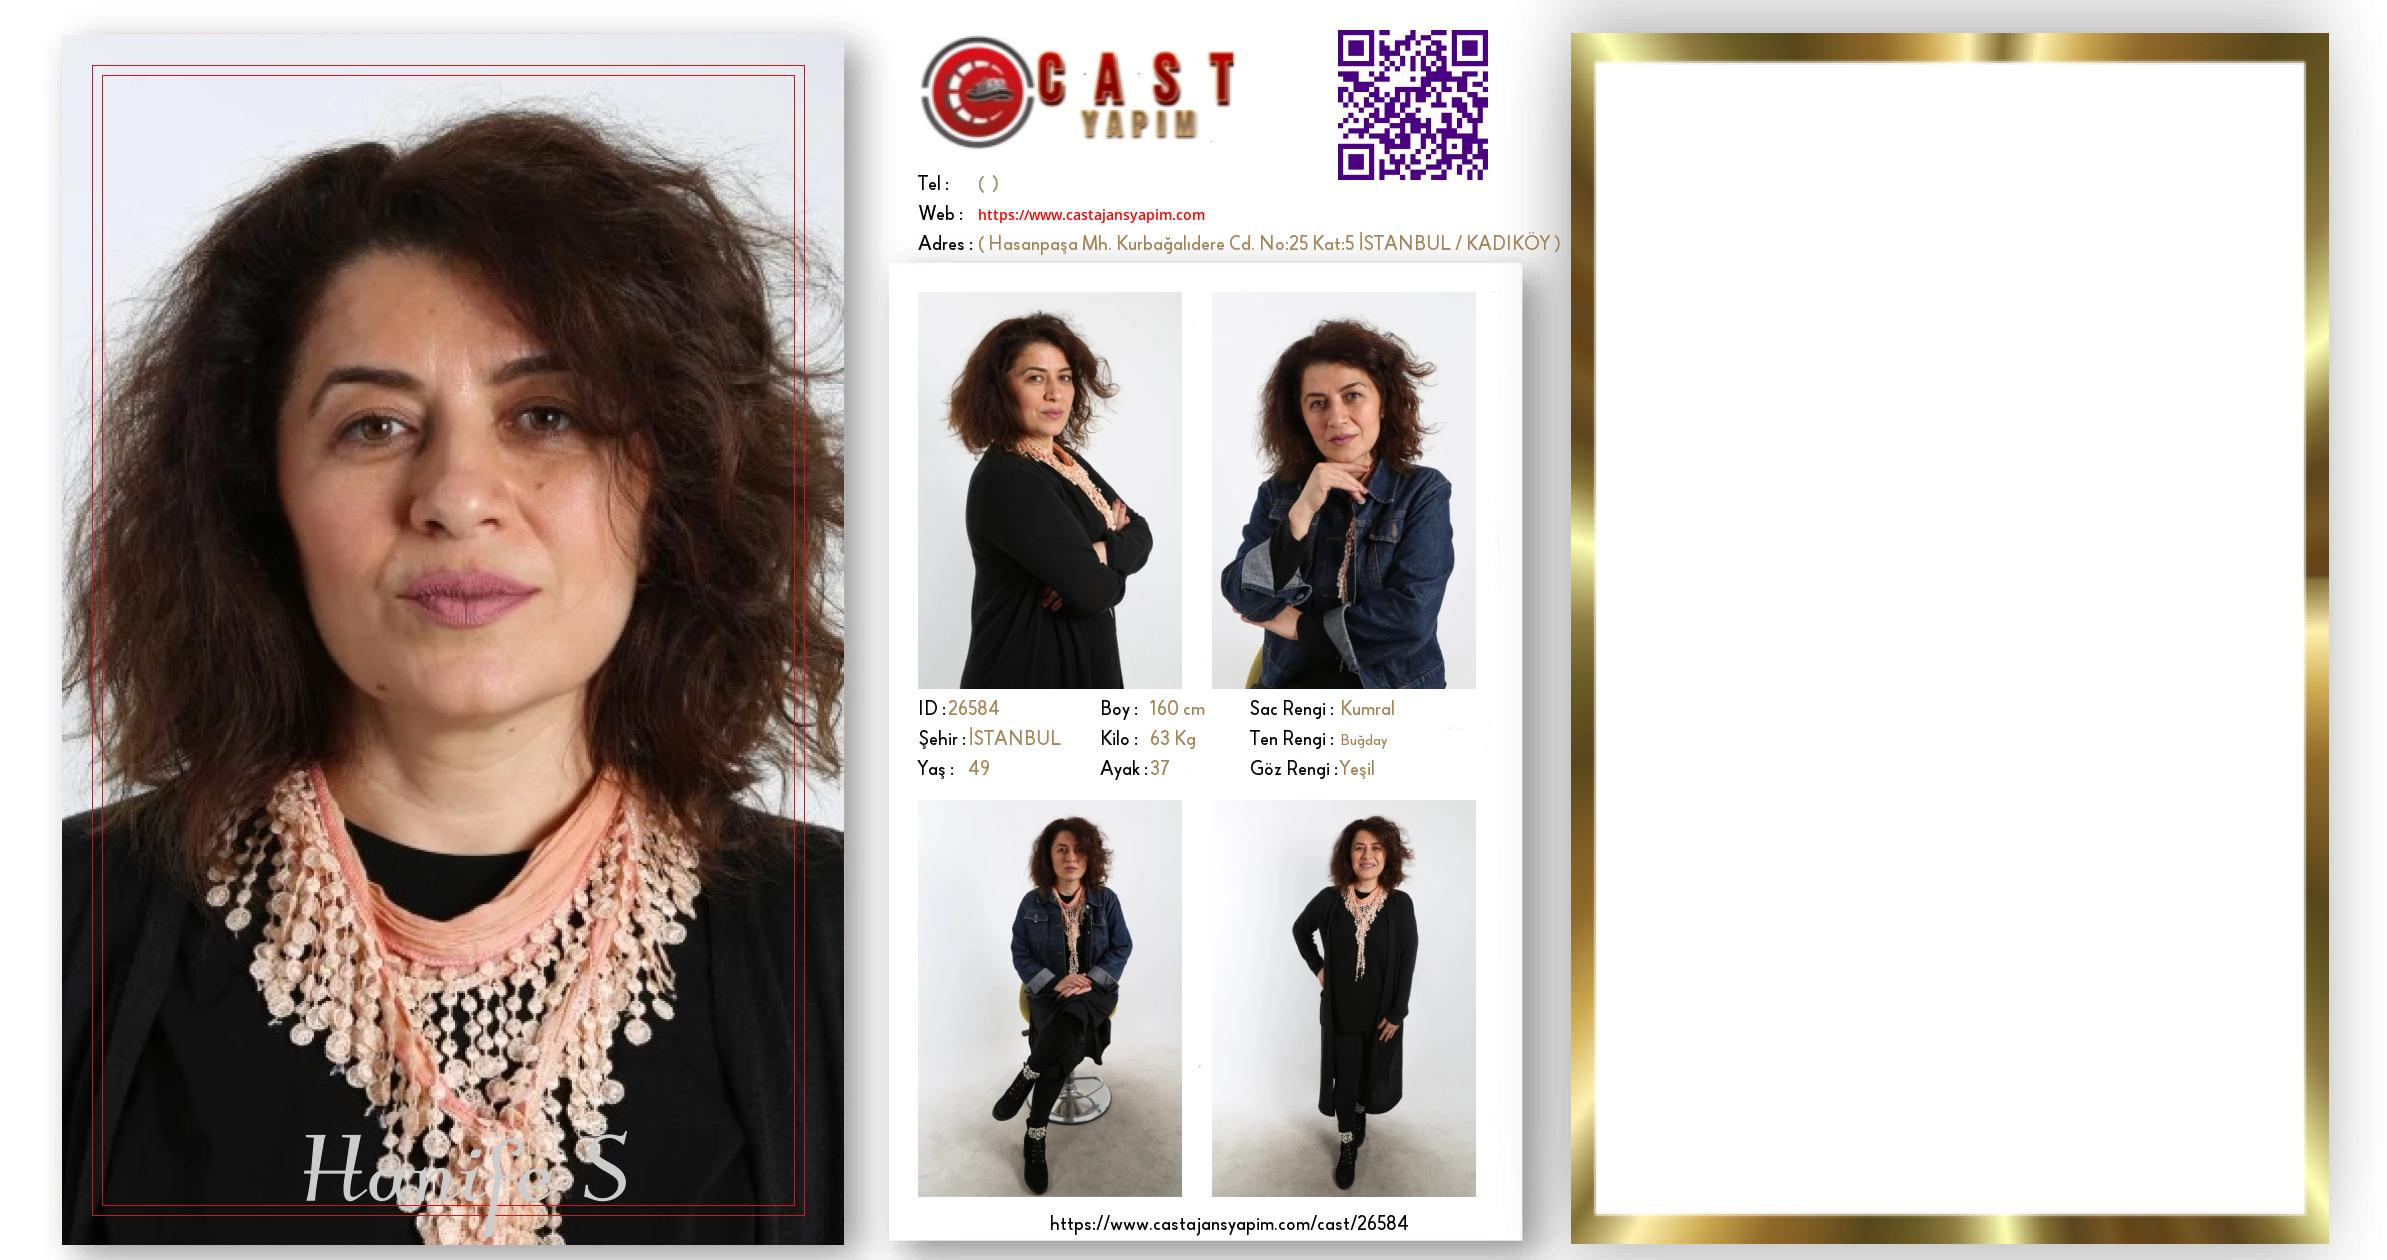 Hanife S
CAST
YAPIM
Tel : ( )
Web : https://www.castajansyapim.com
Adres : ( Hasanpaşa Mh. Kurbağalıdere Cd. No:25 Kat:5 İSTANBUL / KADIKÖY )
ID : 26584 Boy : 160 cm Sac Rengi : Kumral
Şehir : İSTANBUL Kilo : 63 Kg Ten Rengi : Buğday
Yaş : 49 Ayak : 37 Göz Rengi : Yeşil
https://www.castajansyapim.com/cast/26584